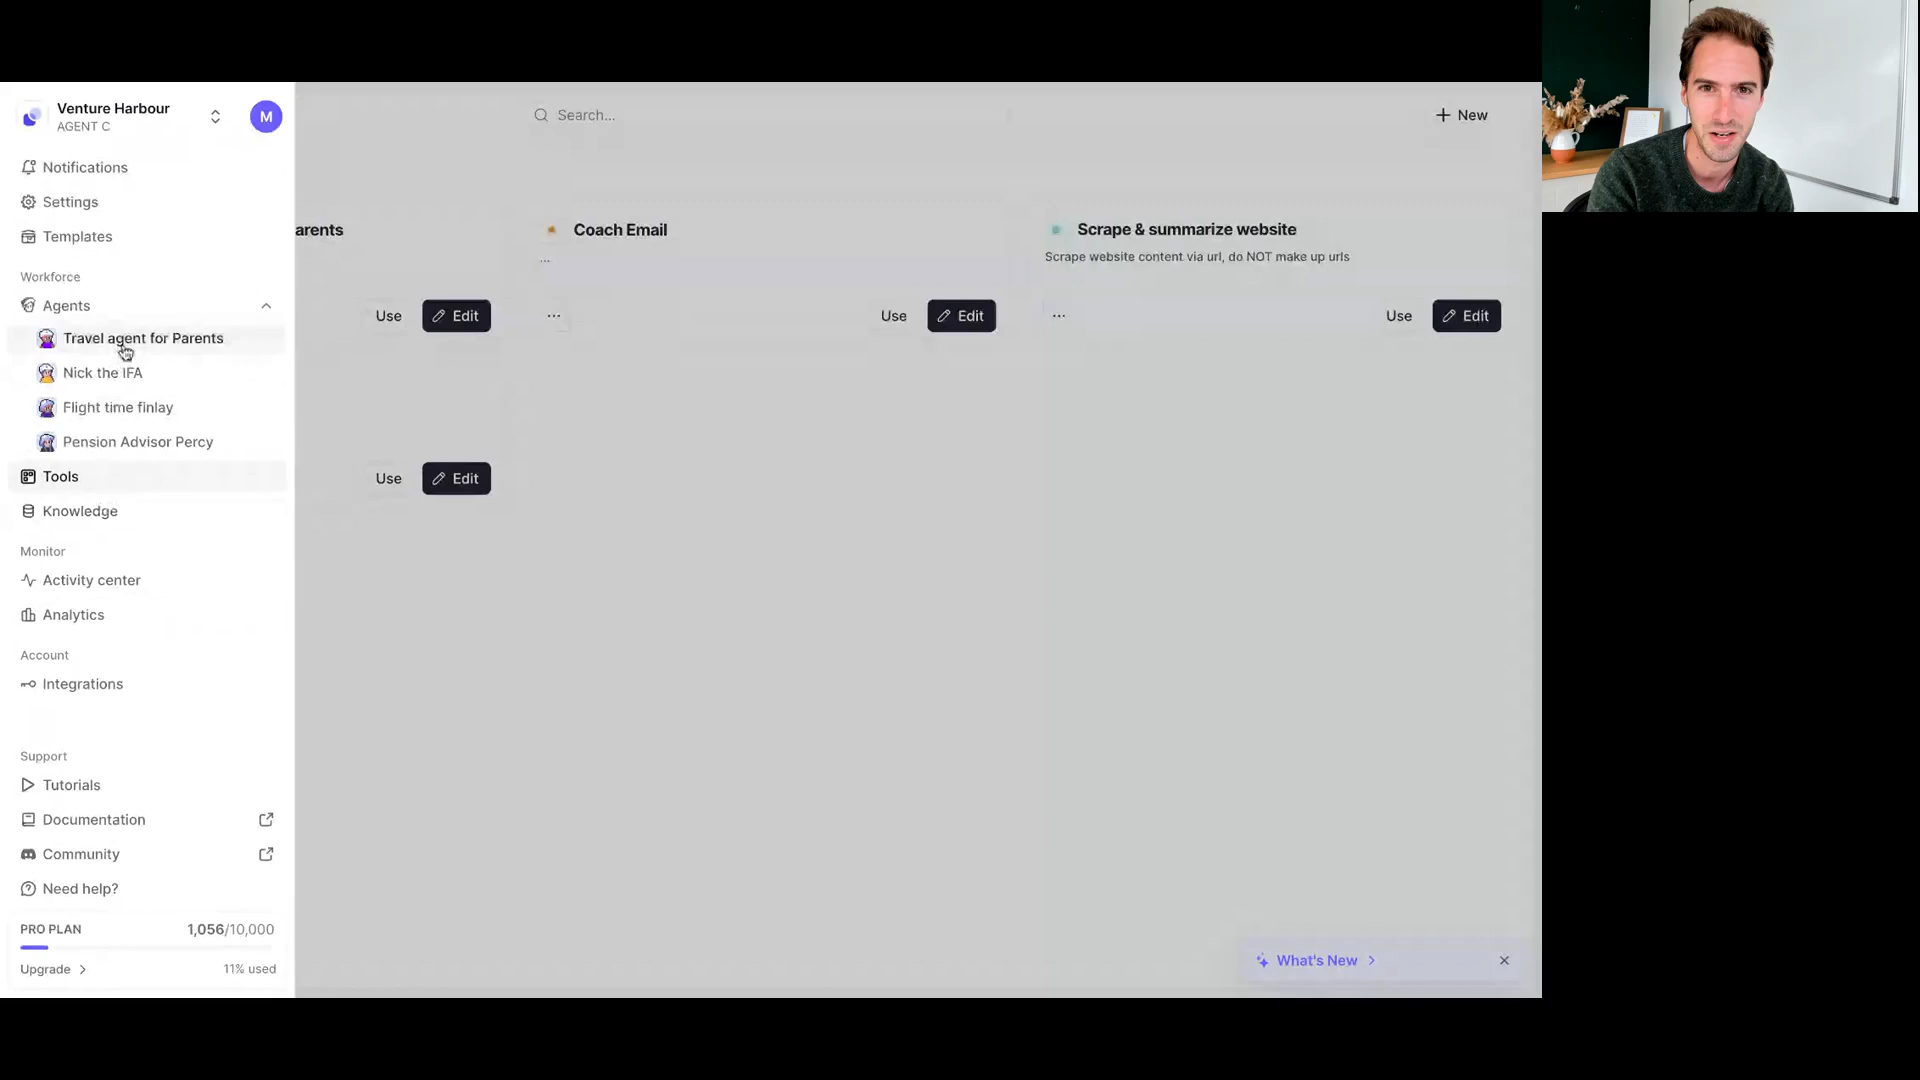 Venture Harbour
AGENT C
M
Notifications
Settings
Templates
Workforce
Agents
Travel agent for Parents
Nick the IFA
Flight time finlay
Pension Advisor Percy
Tools
Knowledge
Monitor
Activity center
Analytics
Account
Integrations
Support
Tutorials
Documentation
Community
Need help?
PRO PLAN 1,056/10,000
Upgrade 11% used
Search...
New
arents
Use Edit
Coach Email
...
... Use Edit
Scrape & summarize website
Scrape website content via url, do NOT make up urls
... Use Edit
Use Edit
What's New